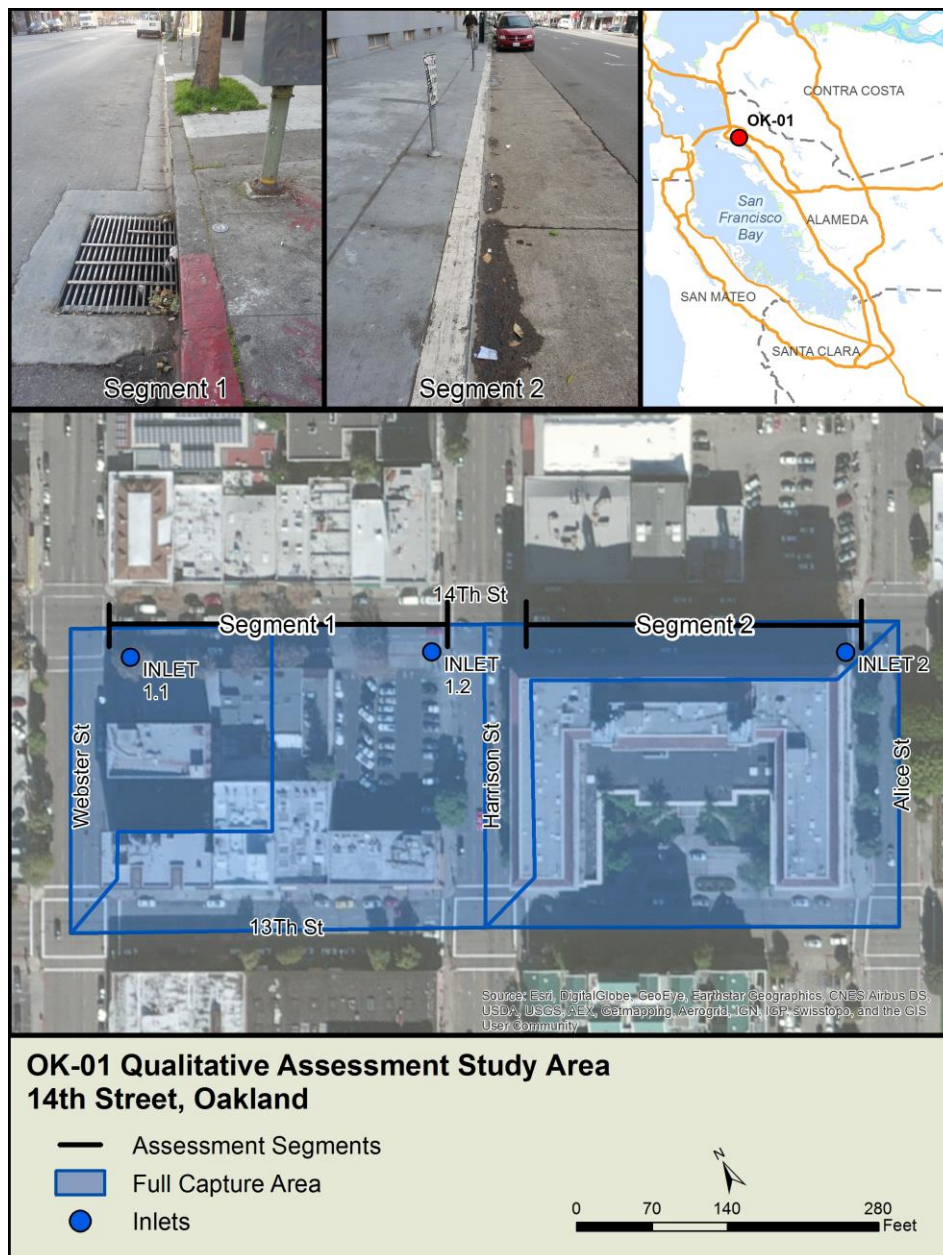 Segment 1
Segment 2
CONTRA COSTA
OK-01
San
Francisco
Bay
ALAMEDA
SAN MATEO
SANTA CLARA
14Th St
Segment 1
Segment 2
INLET
1.1
INLET
1.2
INLET 2
Webster St
Harrison St
Alice St
13Th St
Source: Esri, DigitalGlobe, GeoEye, Earthstar Geographics, CNES/Airbus DS,
USDA, USGS, AEX, Getmapping, Aerogrid, IGN, IGP, swisstopo, and the GIS
User Community
OK-01 Qualitative Assessment Study Area
14th Street, Oakland
Assessment Segments
Full Capture Area
Inlets
N
0 70 140 280
Feet